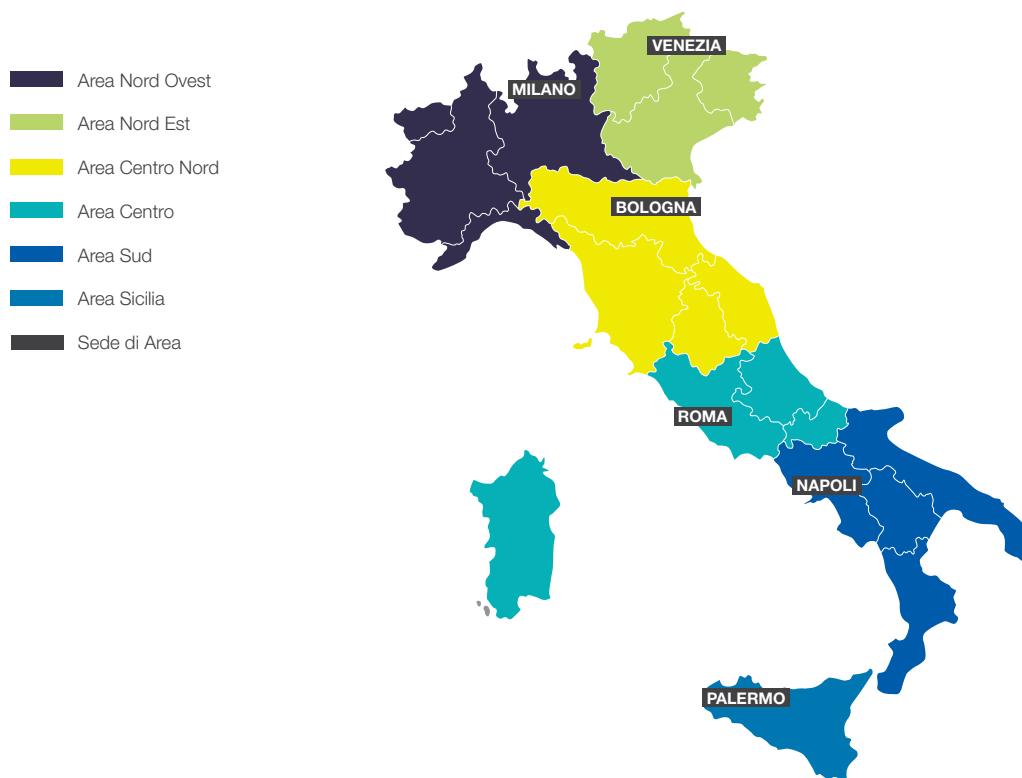 Area Nord Ovest
Area Nord Est
Area Centro Nord
Area Centro
Area Sud
Area Sicilia
Sede di Area
VENEZIA
MILANO
BOLOGNA
ROMA
NAPOLI
PALERMO